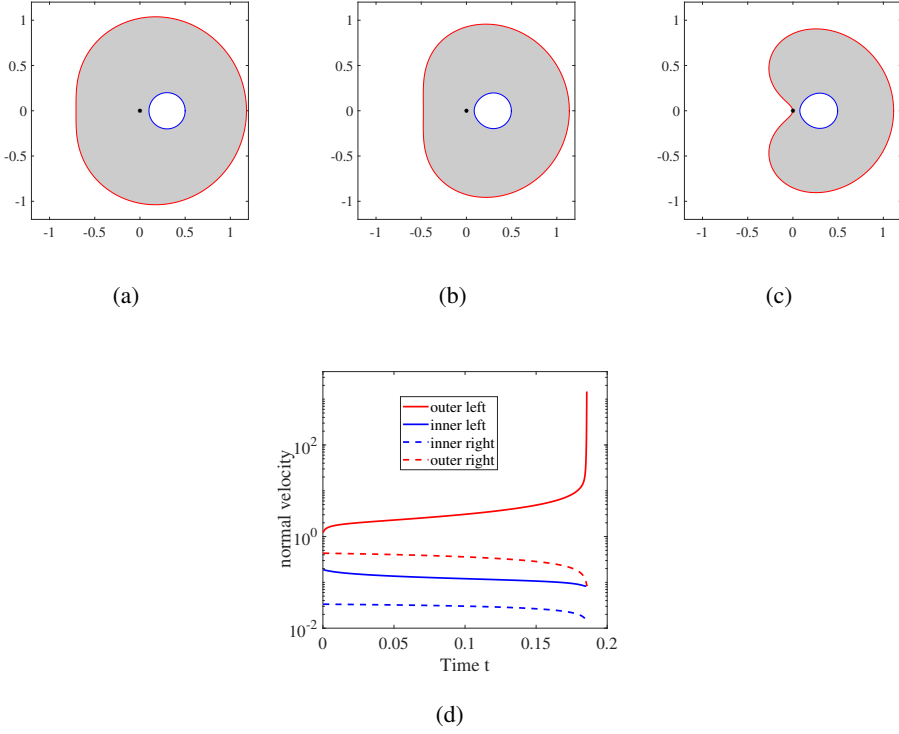 1
0.5
0
-0.5
-1
-1 -0.5 0 0.5 1
(a)
1
0.5
0
-0.5
-1
-1 -0.5 0 0.5 1
(b)
1
0.5
0
-0.5
-1
-1 -0.5 0 0.5 1
(c)
normal velocity
10^2
10^0
10^-2
outer left
inner left
inner right
outer right
0 0.05 0.1 0.15 0.2
Time t
(d)